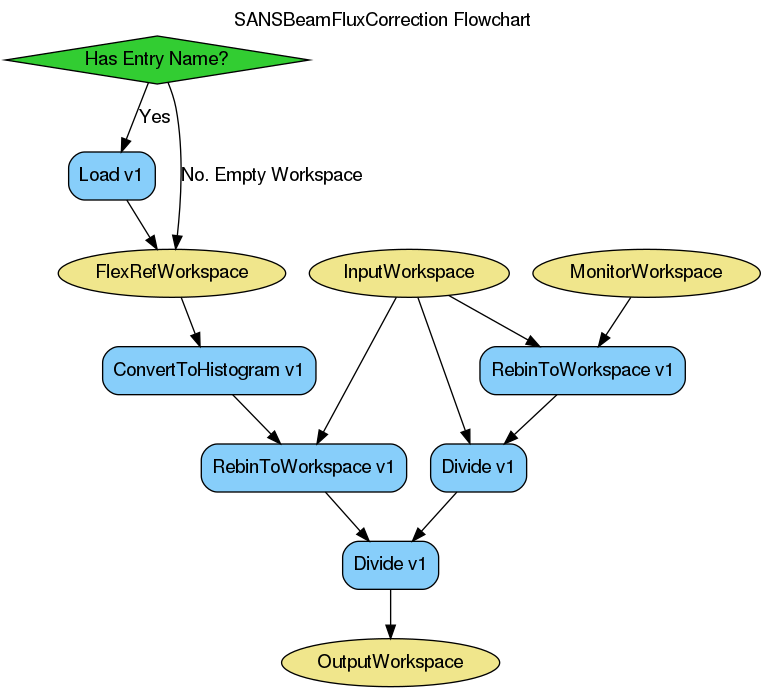 SANSBeamFluxCorrection Flowchart
Has Entry Name?
Yes
Load v1
No. Empty Workspace
FlexRefWorkspace
InputWorkspace
MonitorWorkspace
ConvertToHistogram v1
RebinToWorkspace v1
RebinToWorkspace v1
Divide v1
Divide v1
OutputWorkspace